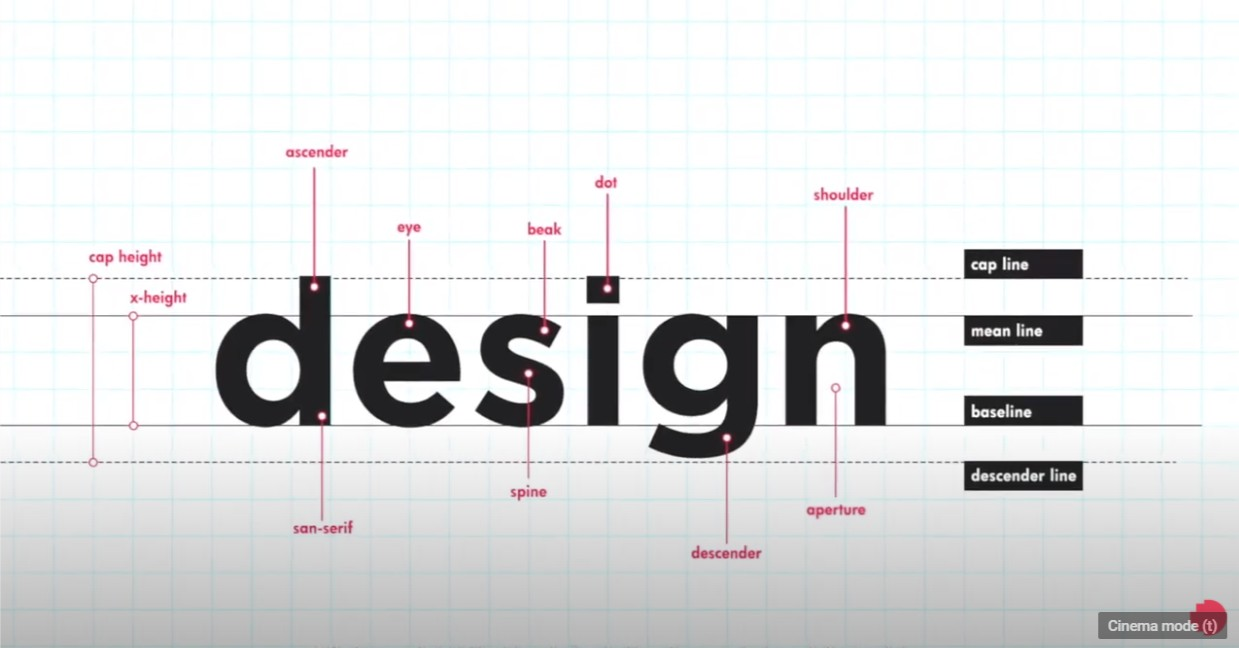 ascender
dot
shoulder
eye
beak
cap height
cap line
x-height
design
mean line
baseline
descender line
spine
aperture
san-serif
descender
Cinema mode (t)